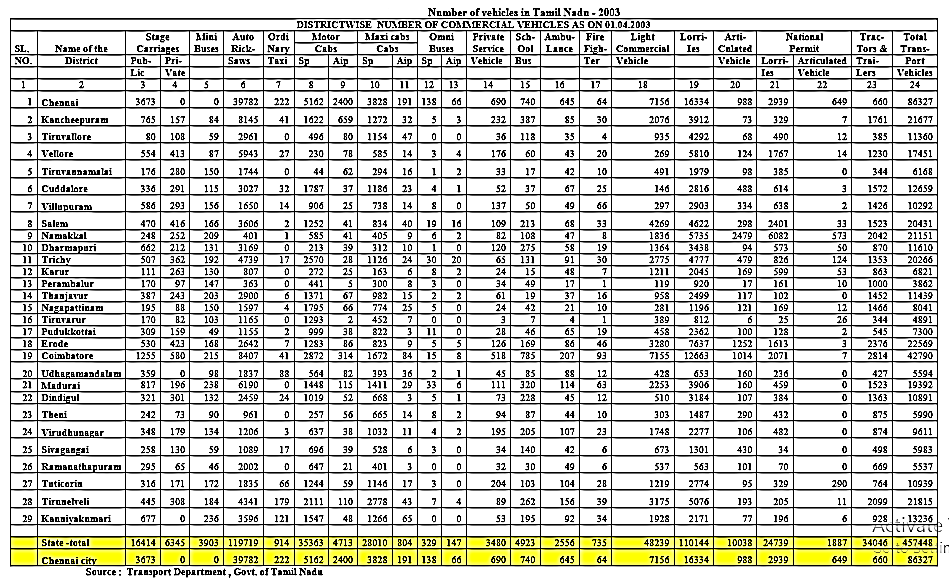 Number of vehicles in Tamil Nadu - 2003
DISTRICTWISE NUMBER OF COMMERCIAL VEHICLES AS ON 01.04.2003
SL. NO. Name of the District Stage Carriages Mini Buses Auto Rick- Saws Ordi Nary Taxi Motor Cabs Maxi cabs Cabs Omni Buses Private Service Vehicle Sch- Ool Bus Ambu- Lance Fire Figh- Ter Light Commercial Lorri- Ies Arti- Culated Vehicle National Permit Trac- Tors & Trai- Lers Total Trans- Port Vehicles
Pub- Lic Pri- Vate Sp Aip Sp Aip Sp Aip Lorri- Ies Articulated Vehicle
1 2 3 4 5 6 7 8 9 10 11 12 13 14 15 16 17 18 19 20 21 22 23 24
1 Chennai 3673 0 0 39782 222 5162 2400 3828 191 138 66 690 740 645 64 7156 16334 988 2939 649 660 86327
2 Kancheepuram 765 157 84 8145 41 1622 659 1272 32 5 3 232 387 85 30 2076 3912 73 329 7 1761 21677
3 Tiruvallore 80 108 59 2961 0 496 80 1154 47 0 0 36 118 35 4 935 4292 68 490 12 385 11360
4 Vellore 554 413 87 5943 27 230 78 585 14 3 4 176 60 43 20 269 5810 124 1767 14 1230 17451
5 Tiruvannamalai 176 280 150 1744 0 44 62 294 16 1 2 33 17 42 10 491 1979 98 385 0 344 6168
6 Cuddalore 336 291 115 3027 32 1787 37 1186 23 4 1 52 37 67 25 146 2816 488 614 3 1572 12659
7 Villupuram 586 293 156 1650 14 906 25 738 14 8 0 137 50 49 66 297 2903 334 638 2 1426 10292
8 Salem 470 416 166 3606 2 1252 41 834 40 19 16 109 213 68 33 4269 4622 298 2401 33 1523 20431
9 Namakkal 248 252 209 401 1 585 41 405 9 6 2 82 108 47 8 1836 5735 2479 6082 573 2042 21151
10 Dharmapuri 662 212 131 3169 0 213 39 312 10 1 0 120 275 58 19 1364 3438 94 573 50 870 11610
11 Trichy 507 362 192 4739 17 2570 28 1126 24 30 20 65 131 91 30 2775 4777 479 826 124 1353 20266
12 Karur 111 263 130 807 0 272 25 163 6 8 2 24 15 48 7 1211 2045 169 599 53 863 6821
13 Perambalur 170 97 147 363 0 441 5 300 8 3 0 34 49 17 1 119 920 17 161 10 1000 3862
14 Thanjavur 387 243 203 2900 6 1371 67 982 15 2 2 61 19 37 16 958 2499 117 102 0 1452 11439
15 Nagapattinam 195 88 150 1597 4 1795 66 774 25 5 0 24 42 21 10 281 1196 121 169 12 1466 8041
16 Tiruvarur 170 82 103 1165 0 1293 2 452 7 0 0 3 7 4 1 389 812 6 25 26 344 4891
17 Pudukkottai 309 159 49 1155 2 999 38 822 3 11 0 28 46 65 19 458 2362 100 128 2 545 7300
18 Erode 530 423 168 2642 7 1283 86 823 9 5 5 126 169 86 46 3280 7637 1252 1613 3 2376 22569
19 Coimbatore 1255 580 215 8407 41 2872 314 1672 84 15 8 518 785 207 93 7155 12663 1014 2071 7 2814 42790
20 Udhagamandalam 359 0 98 1837 88 564 82 393 36 2 1 45 85 88 12 428 653 160 236 0 427 5594
21 Madurai 817 196 238 6190 0 1448 115 1411 29 33 6 111 320 114 63 2253 3906 160 459 0 1523 19392
22 Dindigul 321 301 132 2459 24 1019 52 668 3 5 1 73 228 45 12 510 3184 107 384 0 1363 10891
23 Theni 242 73 90 961 0 257 56 665 14 8 2 94 87 44 10 303 1487 290 432 0 875 5990
24 Virudhunagar 348 179 134 1206 3 637 38 1032 11 4 2 195 205 107 23 1748 2277 106 482 0 874 9611
25 Sivagangai 258 130 59 1089 17 696 39 528 6 3 0 34 140 42 6 673 1301 430 34 0 498 5983
26 Ramanathapuram 295 65 46 2002 0 647 21 401 3 0 0 32 30 49 6 537 563 101 70 0 669 5537
27 Tuticorin 316 171 172 1835 66 1244 59 1146 17 3 0 204 103 104 28 1219 2774 95 329 290 764 10939
28 Tirunelveli 445 308 184 4341 179 2111 110 2778 43 7 4 89 262 156 39 3175 5076 193 205 11 2099 21815
29 Kanniyakumari 677 0 236 3596 121 1547 48 1266 65 0 0 53 195 92 34 1928 2171 77 196 6 928 13236
State -total 16414 6345 3903 119719 914 35363 4713 28010 804 329 147 3480 4923 2556 735 48239 110144 10038 24739 1887 34046 457448
Chennai city 3673 0 0 39782 222 5162 2400 3828 191 138 66 690 740 645 64 7156 16334 988 2939 649 660 86327
Source : Transport Department , Govt. of Tamil Nadu